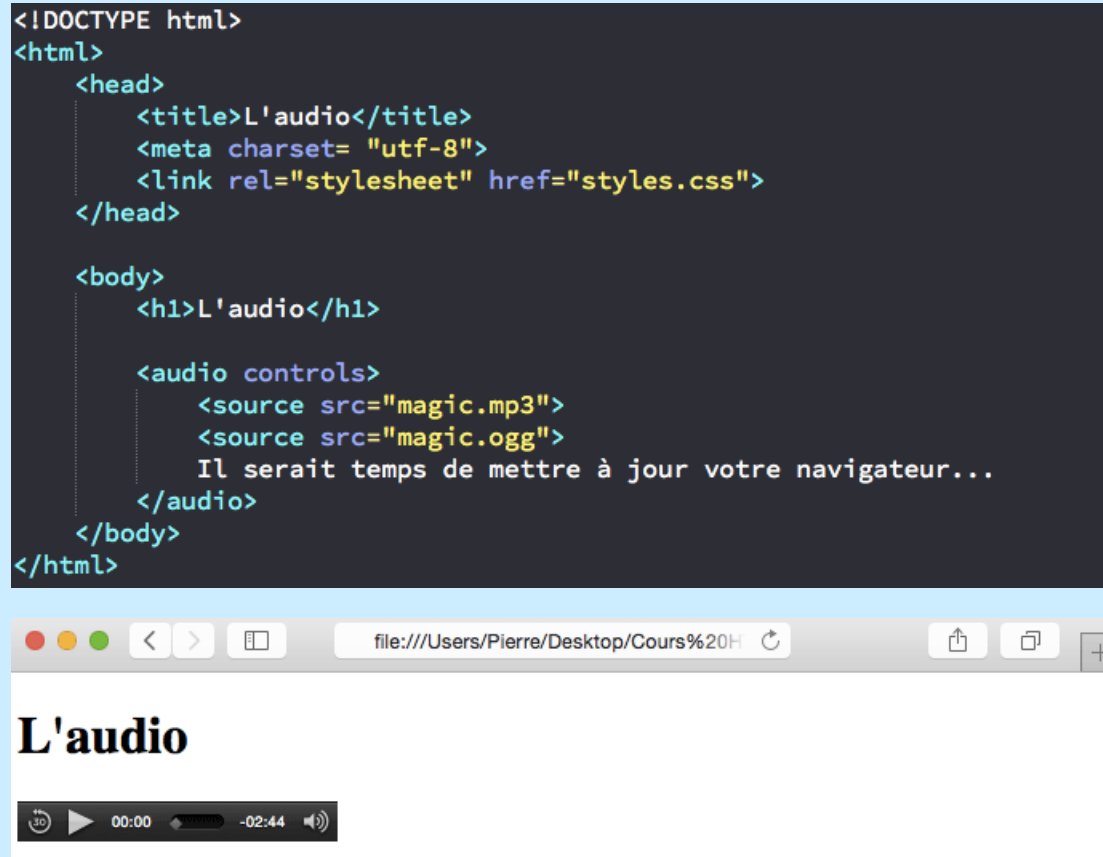 <!DOCTYPE html>
<html>
<head>
<title>L'audio</title>
<meta charset= "utf-8">
<link rel="stylesheet" href="styles.css">
</head>
<body>
<h1>L'audio</h1>
<audio controls>
<source src="magic.mp3">
<source src="magic.ogg">
Il serait temps de mettre à jour votre navigateur...
</audio>
</body>
</html>
file:///Users/Pierre/Desktop/Cours%20H
L'audio
30 00:00 -02:44